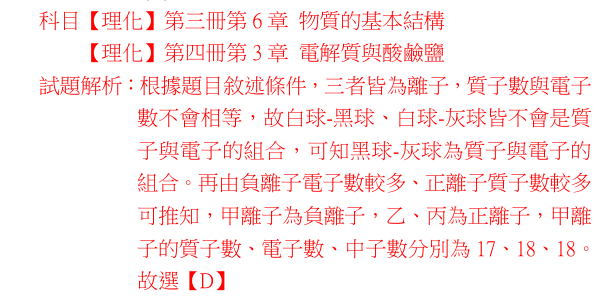 科目【理化】第三冊第 6 章 物質的基本結構
【理化】第四冊第 3 章 電解質與酸鹼鹽
試題解析：根據題目敘述條件，三者皆為離子，質子數與電子
數不會相等，故白球-黑球、白球-灰球皆不會是質
子與電子的組合，可知黑球-灰球為質子與電子的
組合。再由負離子電子數較多、正離子質子數較多
可推知，甲離子為負離子，乙、丙為正離子，甲離
子的質子數、電子數、中子數分別為 17、18、18。
故選【D】